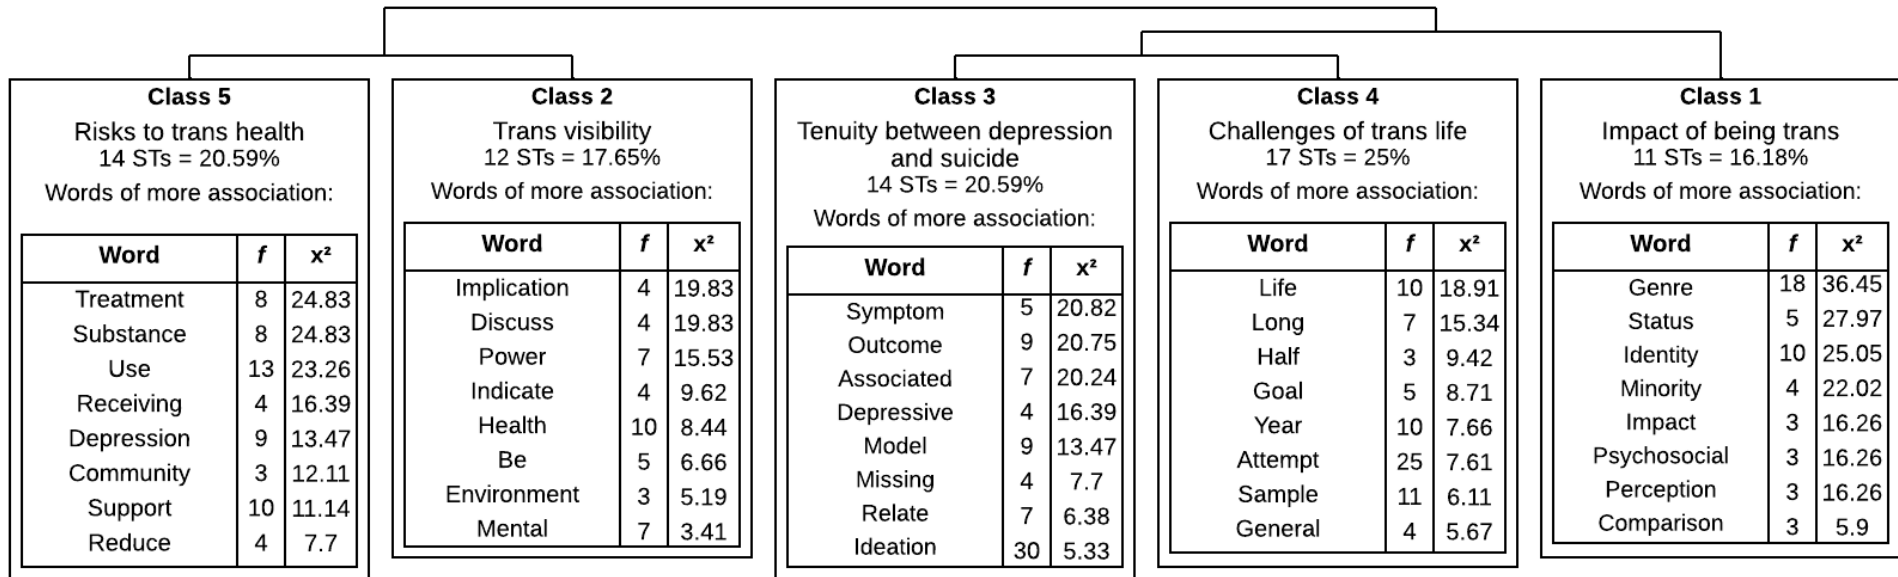 Class 5
Risks to trans health
14 STs = 20.59%
Words of more association:
Word f x²
Treatment 8 24.83
Substance 8 24.83
Use 13 23.26
Receiving 4 16.39
Depression 9 13.47
Community 3 12.11
Support 10 11.14
Reduce 4 7.7
Class 2
Trans visibility
12 STs = 17.65%
Words of more association:
Word f x²
Implication 4 19.83
Discuss 4 19.83
Power 7 15.53
Indicate 4 9.62
Health 10 8.44
Be 5 6.66
Environment 3 5.19
Mental 7 3.41
Class 3
Tenuity between depression
and suicide
14 STs = 20.59%
Words of more association:
Word f x²
Symptom 5 20.82
Outcome 9 20.75
Associated 7 20.24
Depressive 4 16.39
Model 9 13.47
Missing 4 7.7
Relate 7 6.38
Ideation 30 5.33
Class 4
Challenges of trans life
17 STs = 25%
Words of more association:
Word f x²
Life 10 18.91
Long 7 15.34
Half 3 9.42
Goal 5 8.71
Year 10 7.66
Attempt 25 7.61
Sample 11 6.11
General 4 5.67
Class 1
Impact of being trans
11 STs = 16.18%
Words of more association:
Word f x²
Genre 18 36.45
Status 5 27.97
Identity 10 25.05
Minority 4 22.02
Impact 3 16.26
Psychosocial 3 16.26
Perception 3 16.26
Comparison 3 5.9